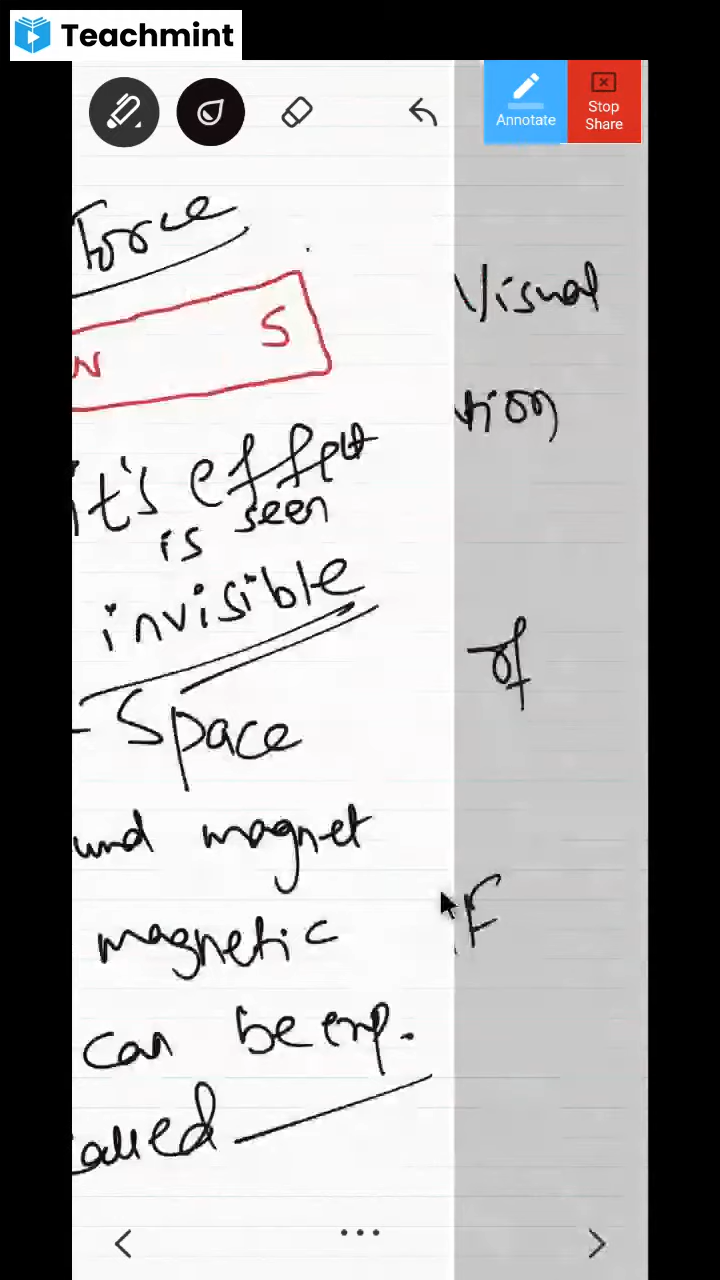 Teachmint
Annotate
Stop
Share
Force
N S
it's effect
is seen
invisible
- Space
und magnet
magnetic
can be exp.
called
Visual
tion
of
F